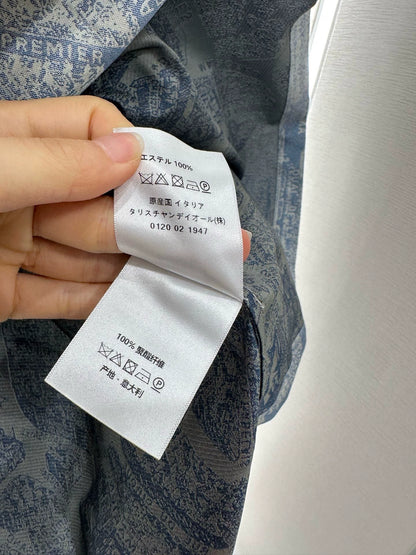 PREMIER
エステル 100%
P
原産国 イタリア
タリスチャンディオール(株)
0120 02 1947
100% 聚酯纤维
P
产地 · 意大利